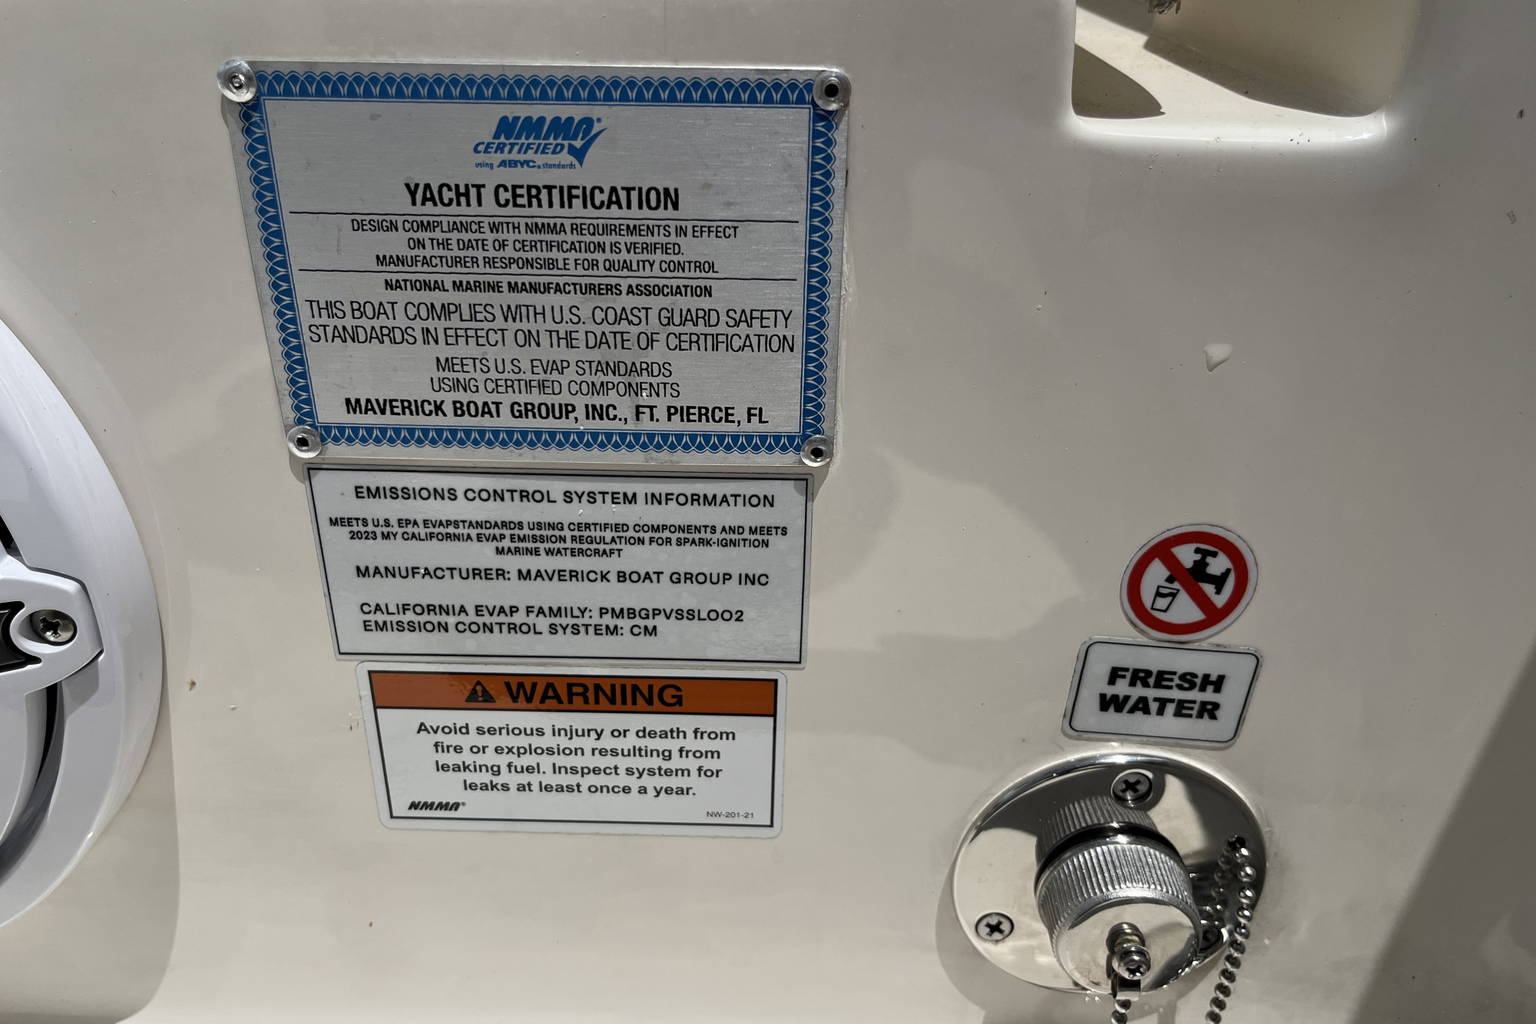 NMMA®
CERTIFIED
using ABYC® standards
YACHT CERTIFICATION
DESIGN COMPLIANCE WITH NMMA REQUIREMENTS IN EFFECT
ON THE DATE OF CERTIFICATION IS VERIFIED.
MANUFACTURER RESPONSIBLE FOR QUALITY CONTROL
NATIONAL MARINE MANUFACTURERS ASSOCIATION
THIS BOAT COMPLIES WITH U.S. COAST GUARD SAFETY
STANDARDS IN EFFECT ON THE DATE OF CERTIFICATION
MEETS U.S. EVAP STANDARDS
USING CERTIFIED COMPONENTS
MAVERICK BOAT GROUP, INC., FT. PIERCE, FL
EMISSIONS CONTROL SYSTEM INFORMATION
MEETS U.S. EPA EVAPSTANDARDS USING CERTIFIED COMPONENTS AND MEETS
2023 MY CALIFORNIA EVAP EMISSION REGULATION FOR SPARK-IGNITION
MARINE WATERCRAFT
MANUFACTURER: MAVERICK BOAT GROUP INC
CALIFORNIA EVAP FAMILY: PMBGPVSSL002
EMISSION CONTROL SYSTEM: CM
WARNING
Avoid serious injury or death from
fire or explosion resulting from
leaking fuel. Inspect system for
leaks at least once a year.
NMMA®
NW-201-21
FRESH
WATER